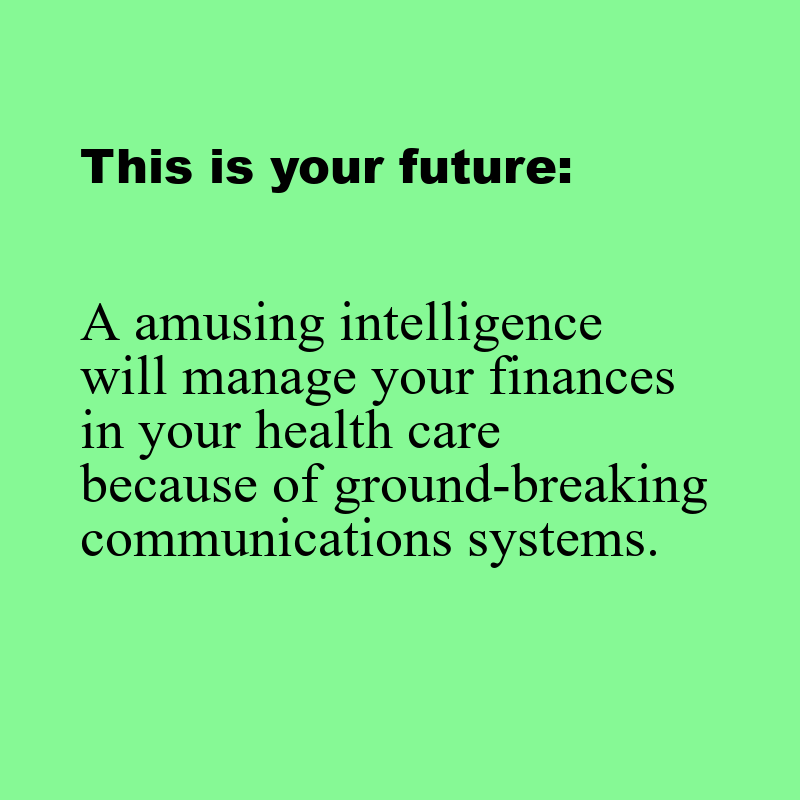 This is your future:
A amusing intelligence
will manage your finances
in your health care
because of ground-breaking
communications systems.